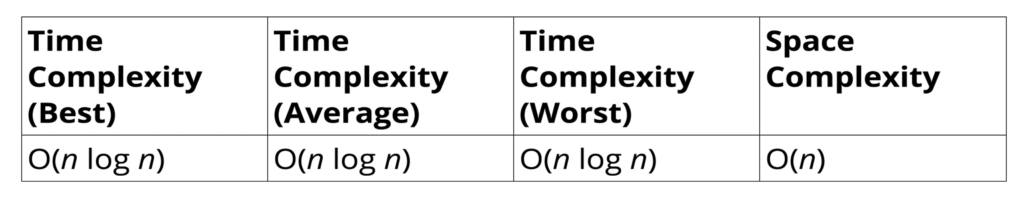 Time Complexity (Best)
Time Complexity (Average)
Time Complexity (Worst)
Space Complexity
O(n log n)
O(n log n)
O(n log n)
O(n)